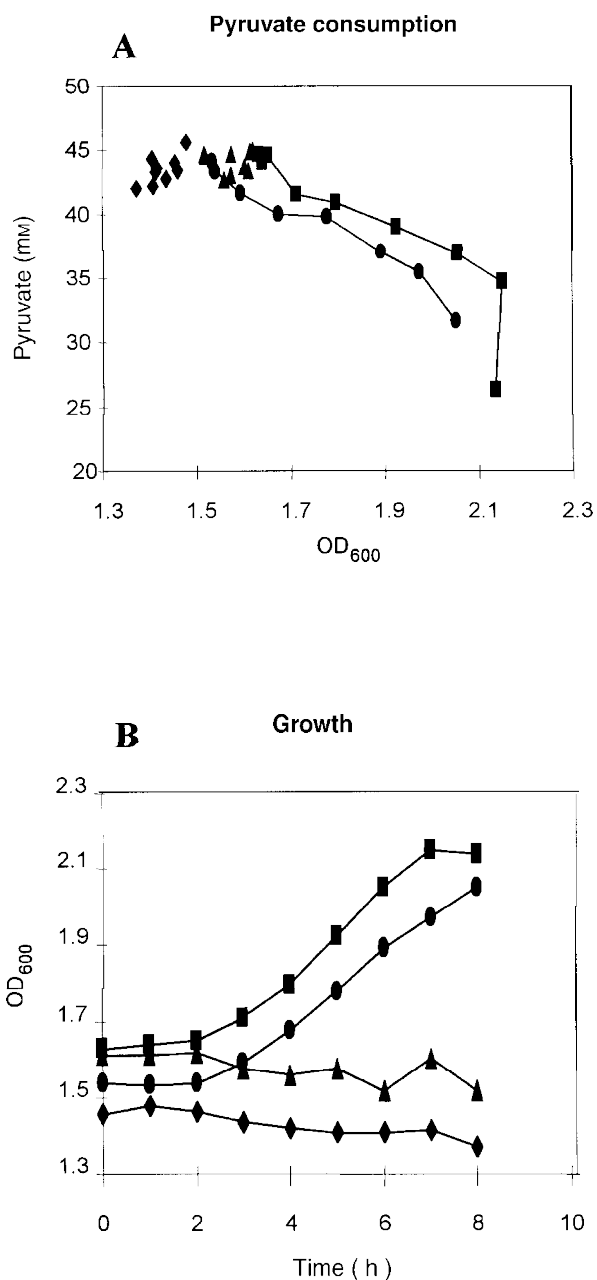 A
Pyruvate consumption
50
45
40
35
30
25
20
Pyruvate (mM)
1.3 1.5 1.7 1.9 2.1 2.3
OD600
B
Growth
2.3
2.1
1.9
1.7
1.5
1.3
OD600
0 2 4 6 8 10
Time ( h )